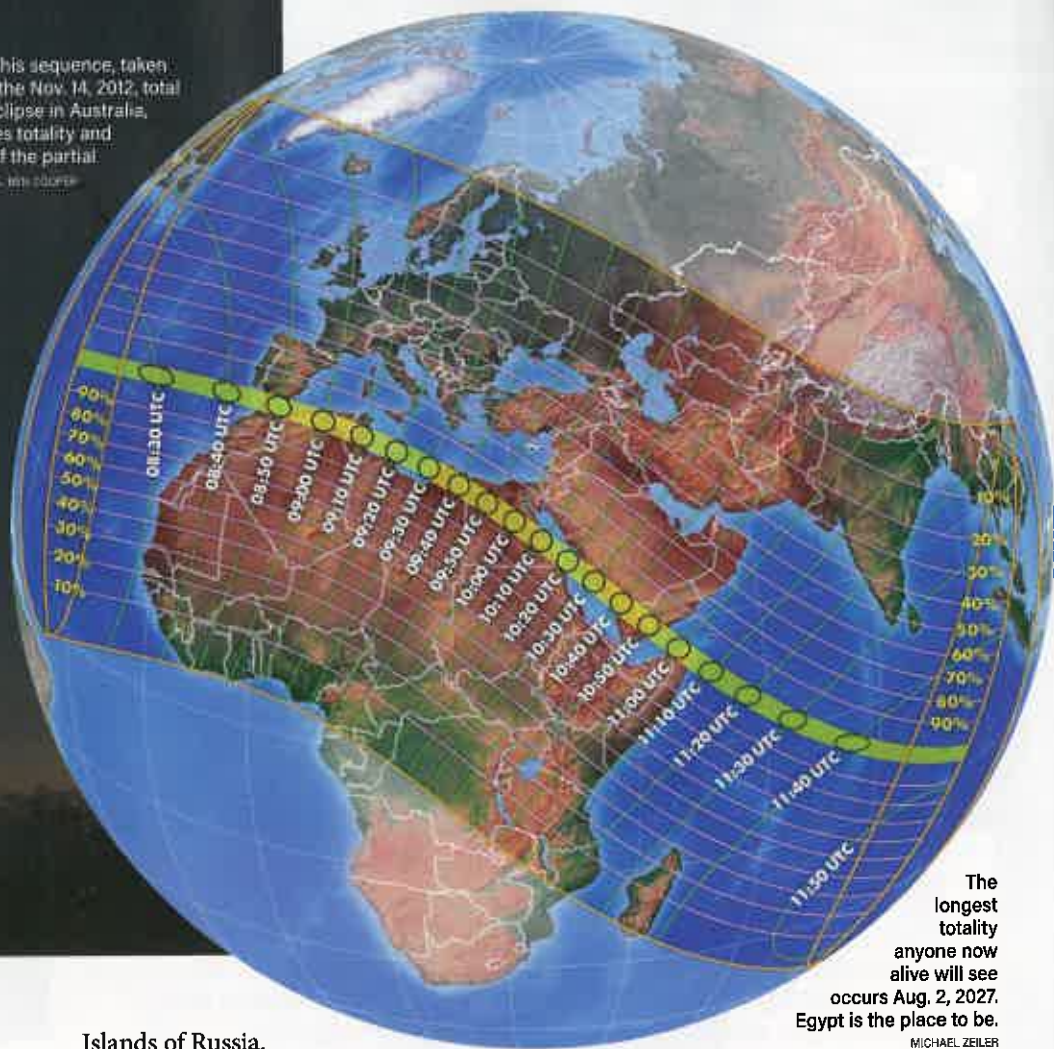 his sequence, taken
the Nov. 14, 2012, total
clipse in Australia,
es totality and
f the partial
BEN COOPER
90%
80%
70%
60%
50%
40%
30%
20%
10%
08:30 UTC
08:40 UTC
08:50 UTC
09:00 UTC
09:10 UTC
09:20 UTC
09:30 UTC
09:40 UTC
09:50 UTC
10:00 UTC
10:10 UTC
10:20 UTC
10:30 UTC
10:40 UTC
10:50 UTC
11:00 UTC
11:10 UTC
11:20 UTC
11:30 UTC
11:40 UTC
11:50 UTC
10%
20%
30%
40%
50%
60%
70%
80%
90%
The
longest
totality
anyone now
alive will see
occurs Aug. 2, 2027.
Egypt is the place to be.
MICHAEL ZEILER
Islands of Russia.